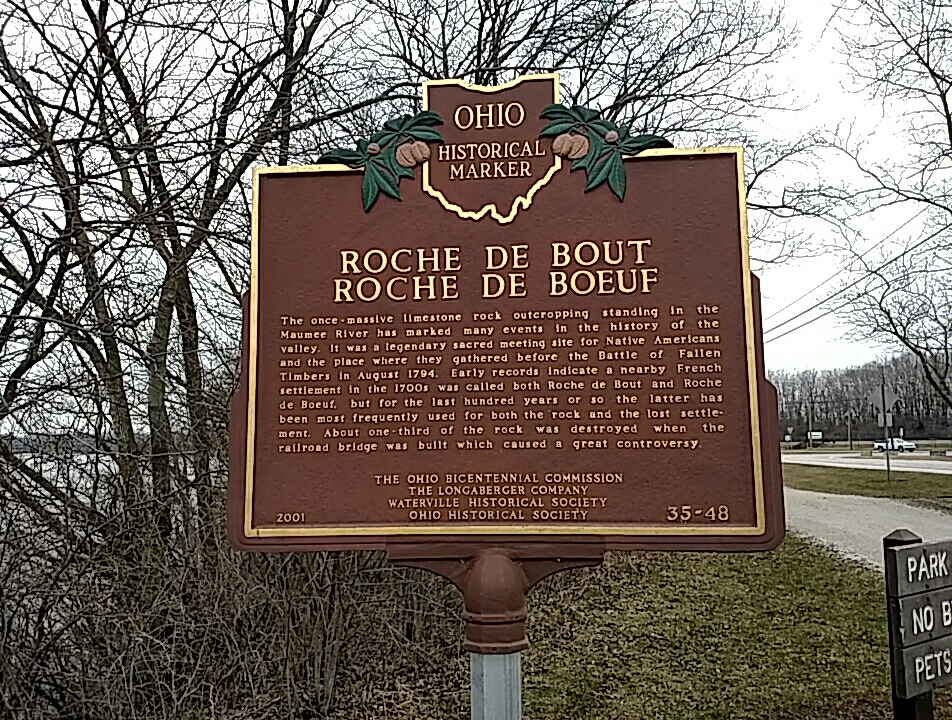 OHIO
HISTORICAL
MARKER
ROCHE DE BOUT
ROCHE DE BOEUF
The once-massive limestone rock outcropping standing in the
Maumee River has marked many events in the history of the
valley. It was a legendary sacred meeting site for Native Americans
and the place where they gathered before the Battle of Fallen
Timbers in August 1794. Early records indicate a nearby French
settlement in the 1700s was called both Roche de Bout and Roche
de Boeuf, but for the last hundred years or so the latter has
been most frequently used for both the rock and the lost settle-
ment. About one-third of the rock was destroyed when the
railroad bridge was built which caused a great controversy.
THE OHIO BICENTENNIAL COMMISSION
THE LONGABERGER COMPANY
WATERVILLE HISTORICAL SOCIETY
OHIO HISTORICAL SOCIETY
2001
35-48
PARK
NO B
PETS